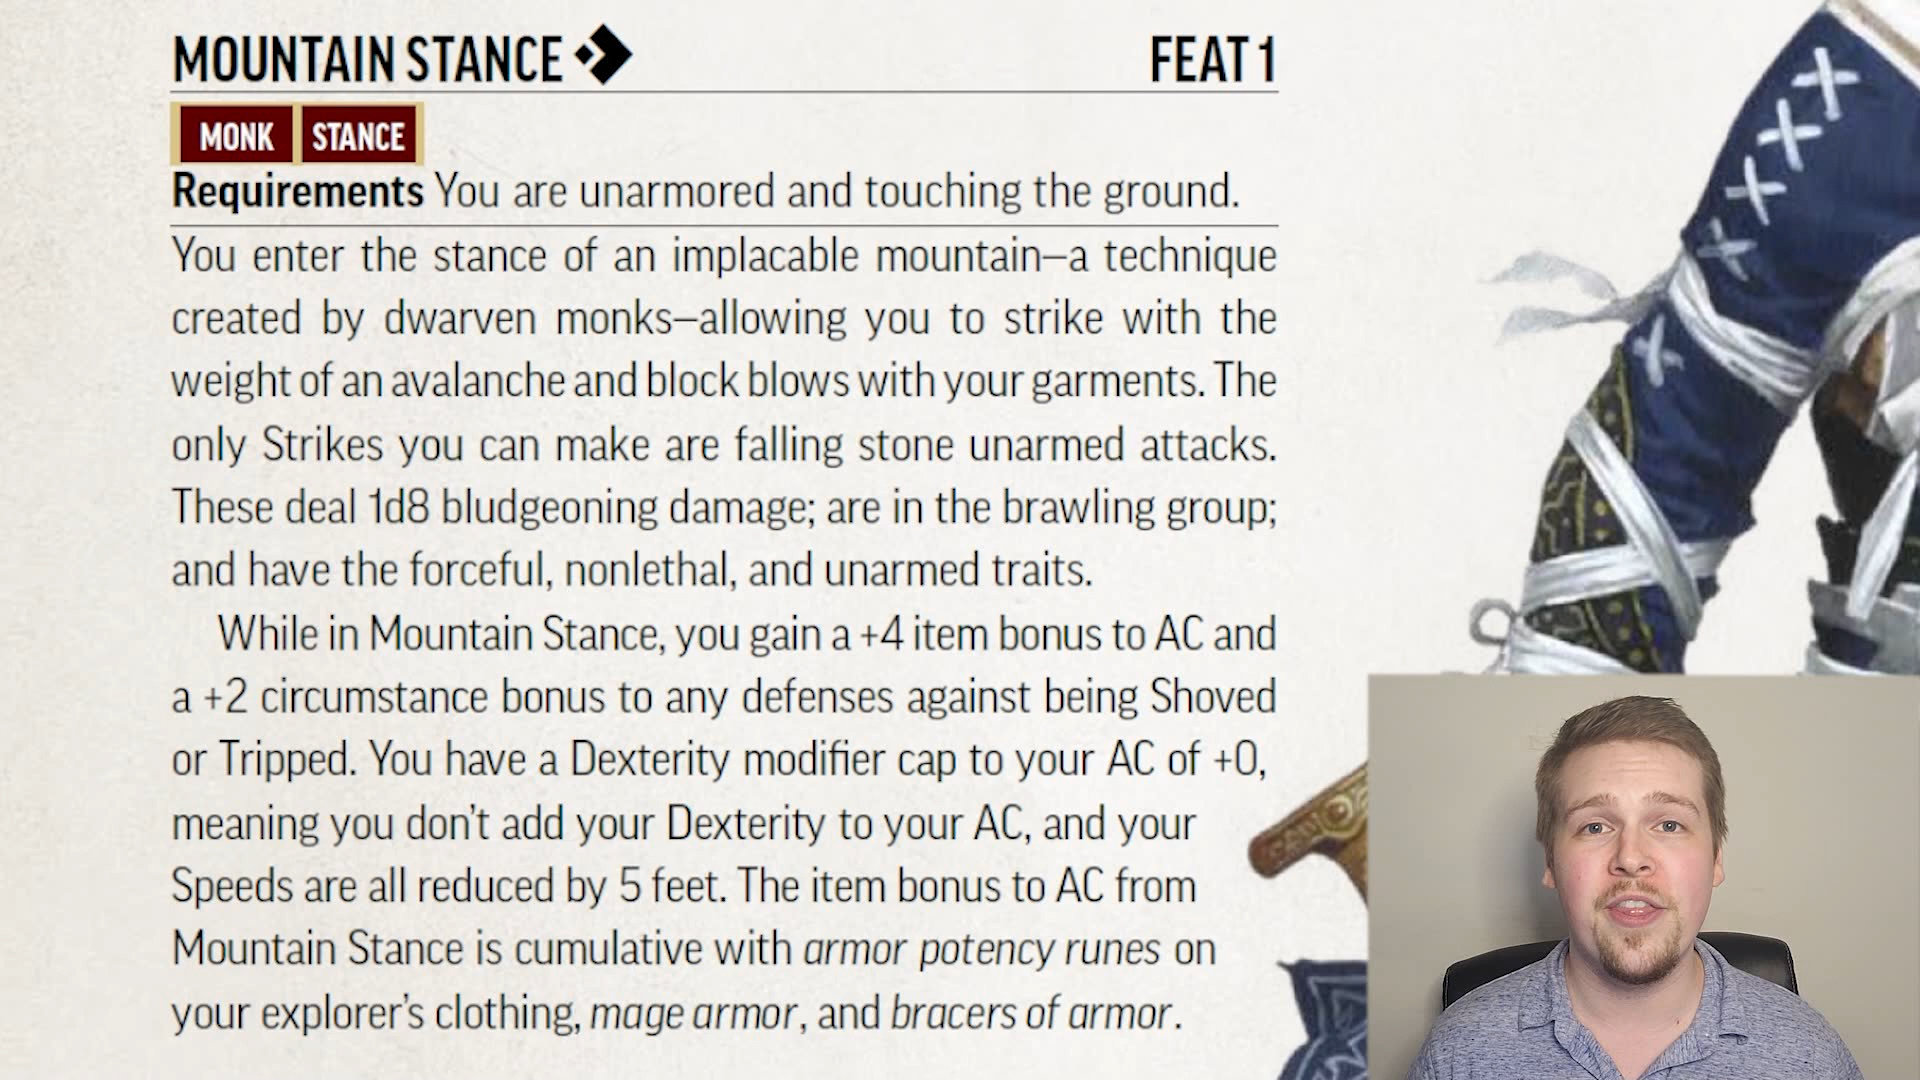 MOUNTAIN STANCE FEAT 1
MONK STANCE
Requirements You are unarmored and touching the ground.
You enter the stance of an implacable mountain—a technique
created by dwarven monks—allowing you to strike with the
weight of an avalanche and block blows with your garments. The
only Strikes you can make are falling stone unarmed attacks.
These deal 1d8 bludgeoning damage; are in the brawling group;
and have the forceful, nonlethal, and unarmed traits.
While in Mountain Stance, you gain a +4 item bonus to AC and
a +2 circumstance bonus to any defenses against being Shoved
or Tripped. You have a Dexterity modifier cap to your AC of +0,
meaning you don't add your Dexterity to your AC, and your
Speeds are all reduced by 5 feet. The item bonus to AC from
Mountain Stance is cumulative with armor potency runes on
your explorer's clothing, mage armor, and bracers of armor.